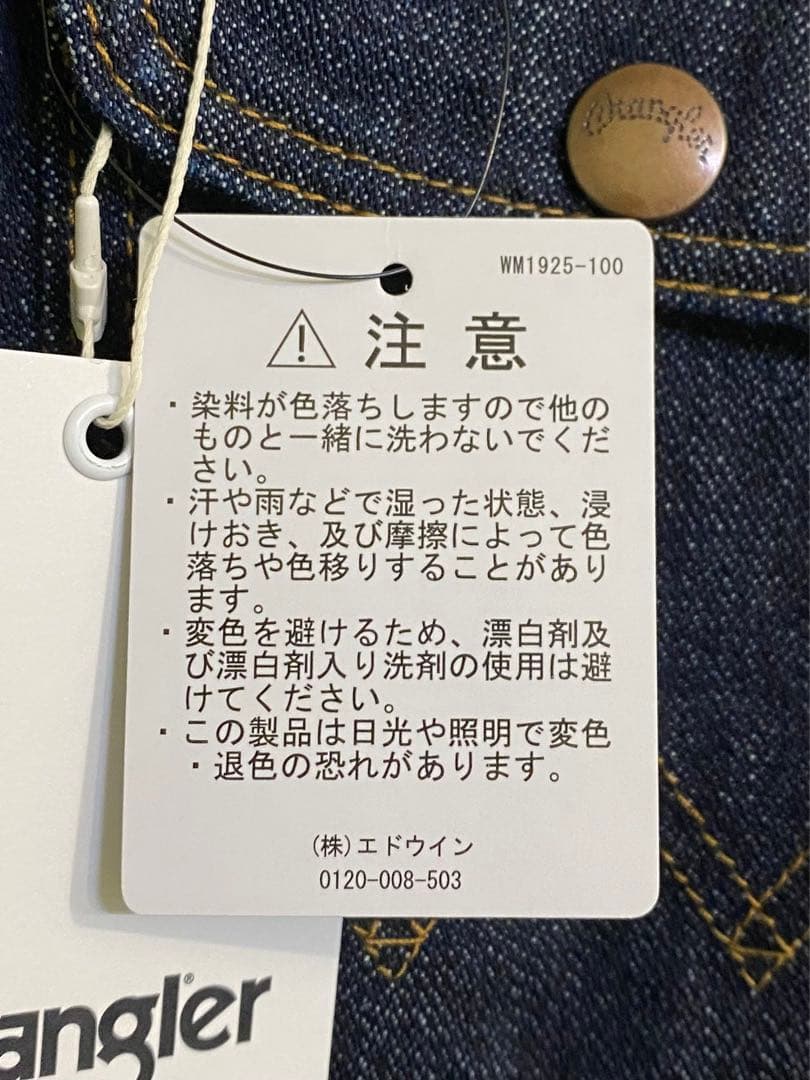 Wrangler
WM1925-100
注意
・染料が色落ちしますので他の
ものと一緒に洗わないでくだ
さい。
・汗や雨などで湿った状態、浸
けおき、及び摩擦によって色
落ちや色移りすることがあり
ます。
・変色を避けるため、漂白剤及
び漂白剤入り洗剤の使用は避
けてください。
・この製品は日光や照明で変色
・退色の恐れがあります。
(株)エドウイン
0120-008-503
angler®